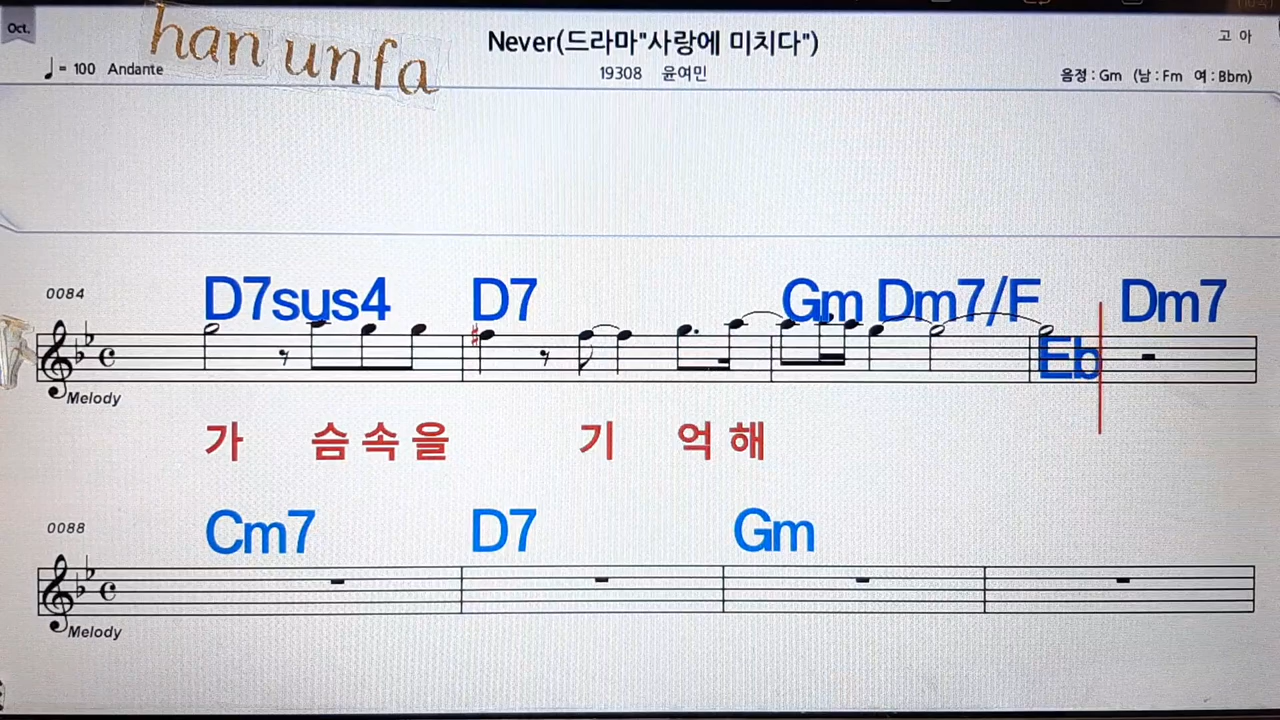 Oct.
han unfa
Never(드라마"사랑에 미치다")
고 아
♩= 100 Andante
19308 윤여민
음정 : Gm (남 : Fm 여 : Bbm)
0084
D7sus4 D7 Gm Dm7/F Eb Dm7
Melody
가 슴 속 을 기 억 해
0088
Cm7 D7 Gm
Melody